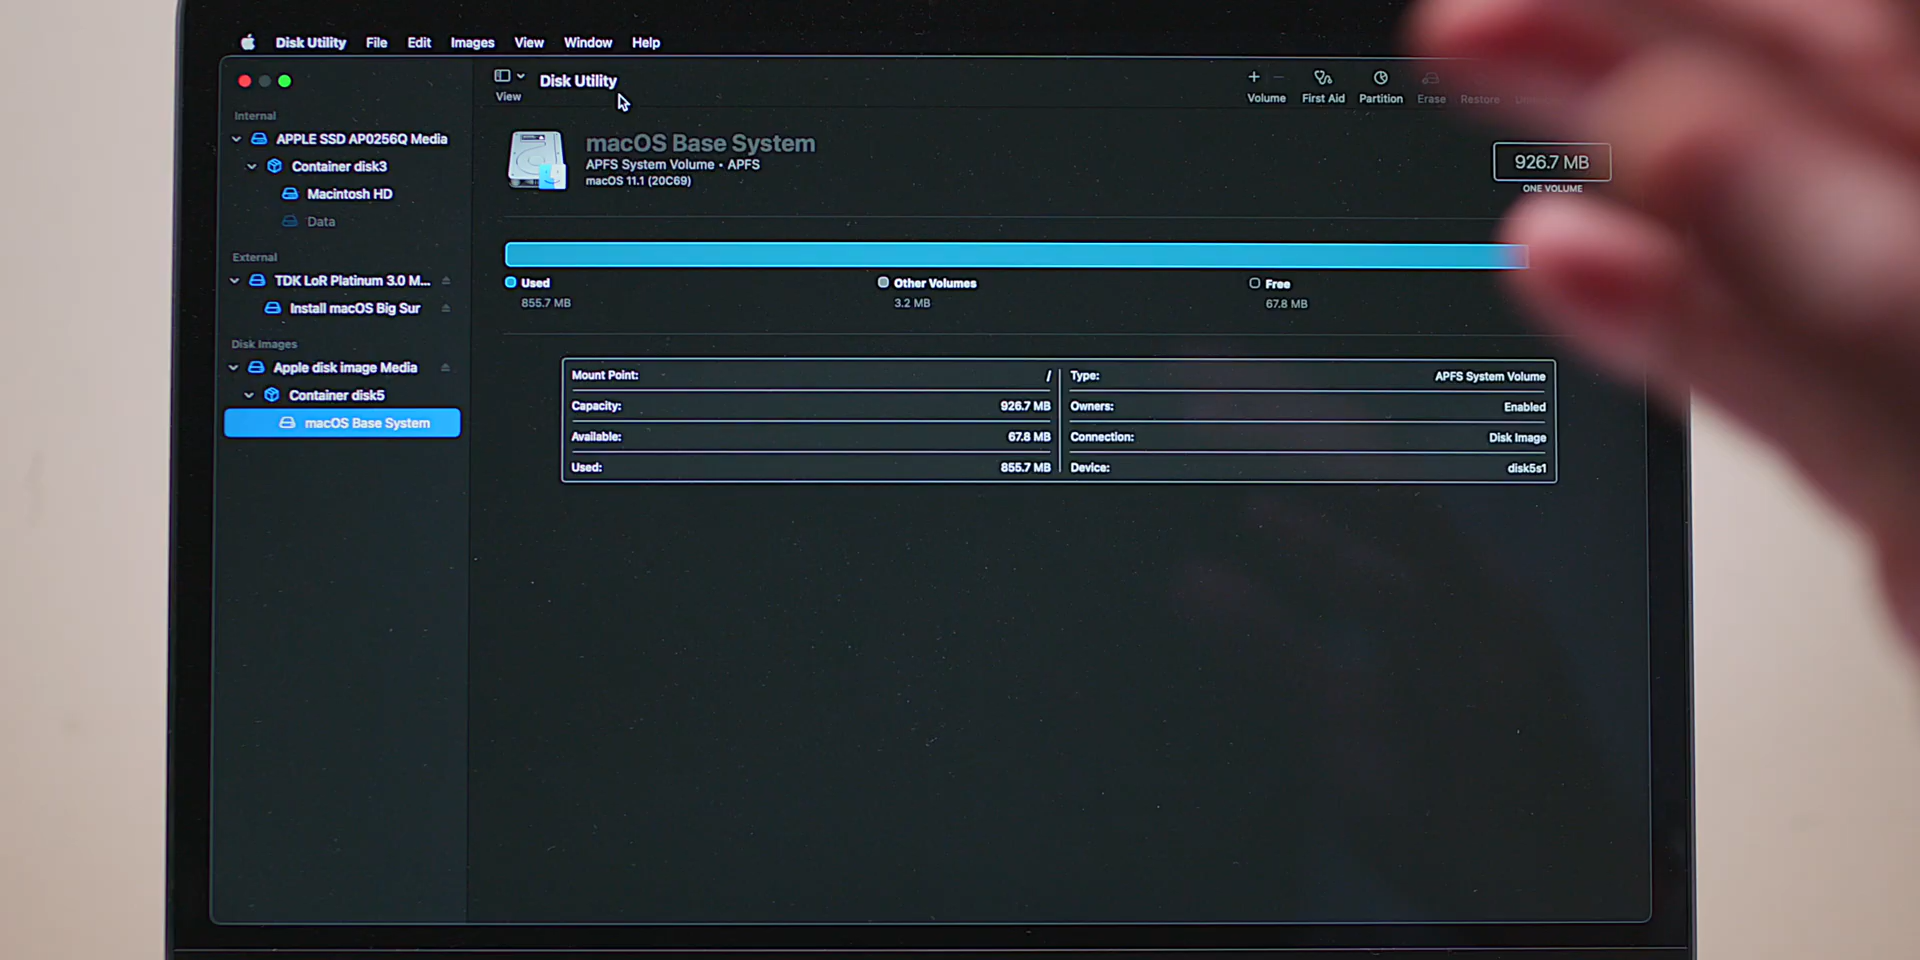 Disk Utility File Edit Images View Window Help
View
Disk Utility
Volume First Aid Partition Erase Restore
Internal
APPLE SSD AP0256Q Media
Container disk3
Macintosh HD
Data
External
TDK LoR Platinum 3.0 M...
Install macOS Big Sur
Disk Images
Apple disk image Media
Container disk5
macOS Base System
macOS Base System
APFS System Volume • APFS
macOS 11.1 (20C69)
926.7 MB
ONE VOLUME
Used
855.7 MB
Other Volumes
3.2 MB
Free
67.8 MB
Mount Point: /
Capacity: 926.7 MB
Available: 67.8 MB
Used: 855.7 MB
Type: APFS System Volume
Owners: Enabled
Connection: Disk Image
Device: disk5s1